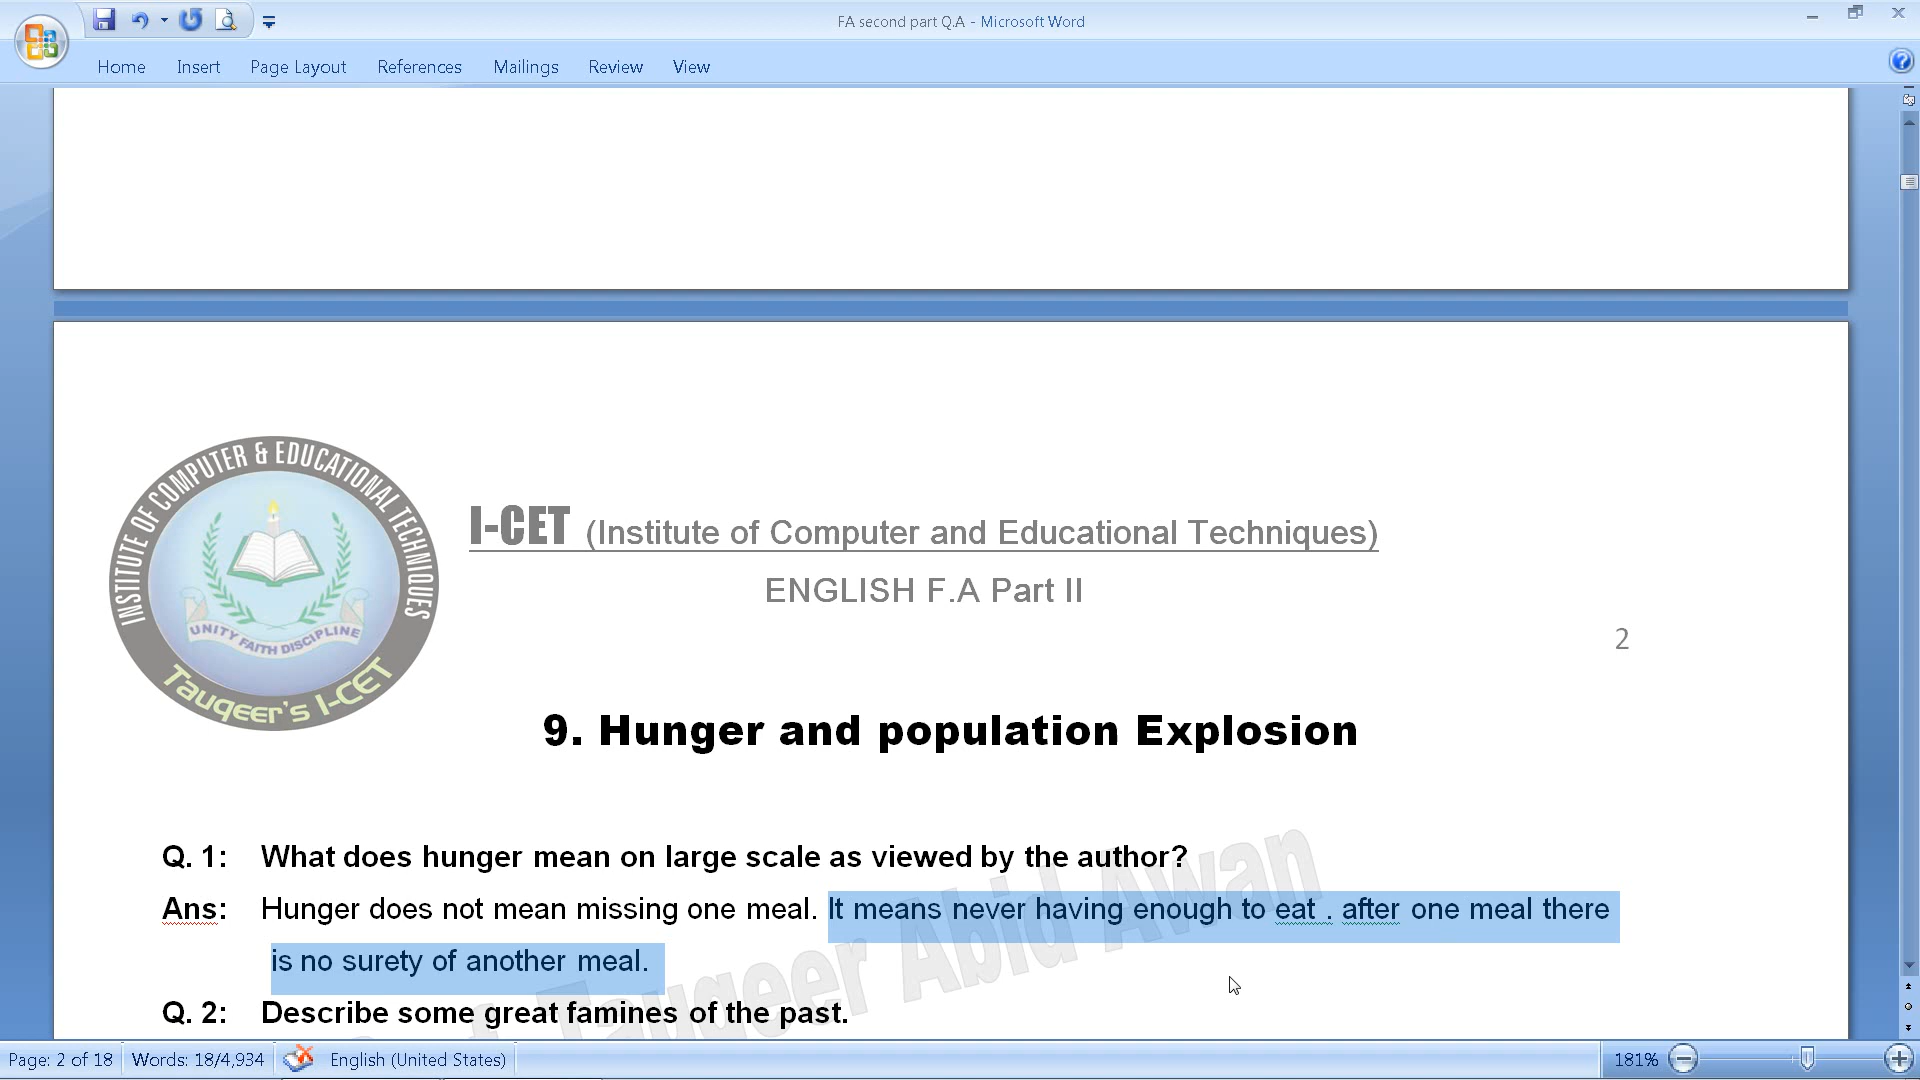 FA second part Q.A - Microsoft Word
Home Insert Page Layout References Mailings Review View
INSTITUTE OF COMPUTER & EDUCATIONAL TECHNIQUES
UNITY FAITH DISCIPLINE
Tauqeer's I-CET
I-CET (Institute of Computer and Educational Techniques)
ENGLISH F.A Part II
2
9. Hunger and population Explosion
Q. 1: What does hunger mean on large scale as viewed by the author?
Ans: Hunger does not mean missing one meal. It means never having enough to eat . after one meal there
is no surety of another meal.
Q. 2: Describe some great famines of the past.
Tauqeer Abid Awan
Page: 2 of 18 Words: 18/4,934 English (United States) 181%